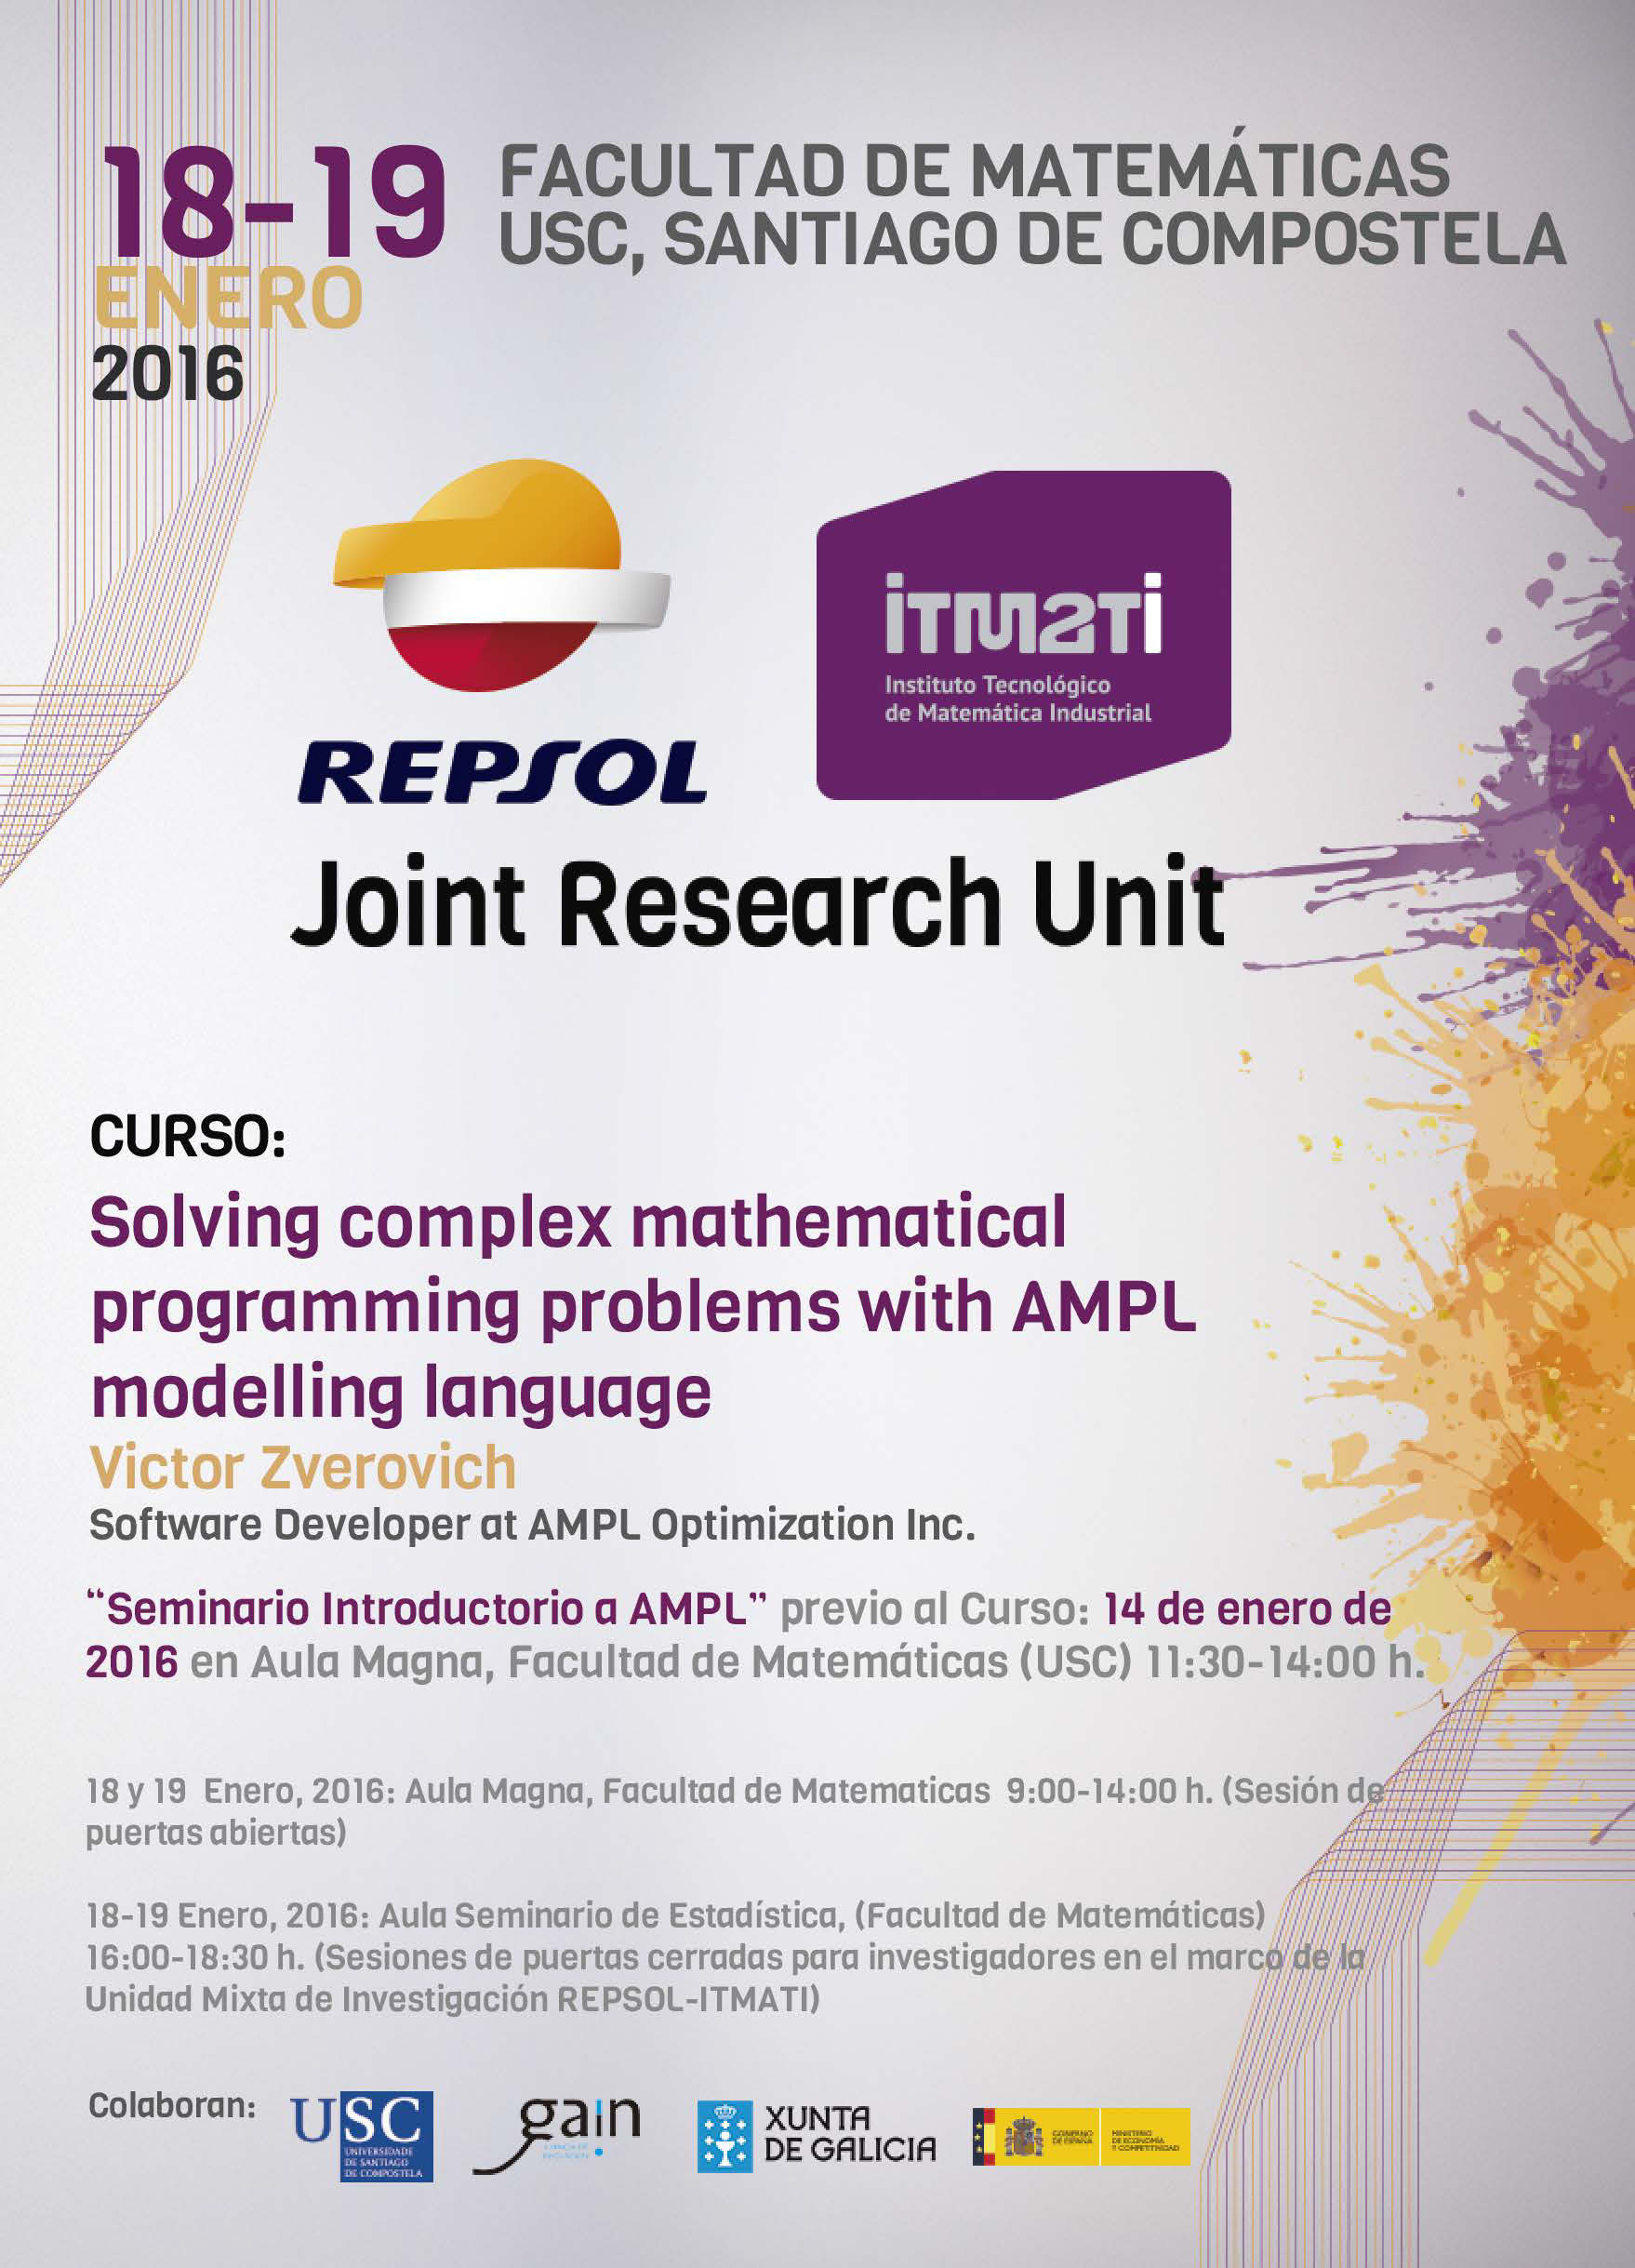 18-19
ENERO
2016
FACULTAD DE MATEMÁTICAS
USC, SANTIAGO DE COMPOSTELA
REPSOL
iTM2Ti
Instituto Tecnológico
de Matemática Industrial
Joint Research Unit
CURSO:
Solving complex mathematical
programming problems with AMPL
modelling language
Victor Zverovich
Software Developer at AMPL Optimization Inc.
“Seminario Introductorio a AMPL” previo al Curso: 14 de enero de
2016 en Aula Magna, Facultad de Matemáticas (USC) 11:30-14:00 h.
18 y 19 Enero, 2016: Aula Magna, Facultad de Matematicas 9:00-14:00 h. (Sesión de
puertas abiertas)
18-19 Enero, 2016: Aula Seminario de Estadística, (Facultad de Matemáticas)
16:00-18:30 h. (Sesiones de puertas cerradas para investigadores en el marco de la
Unidad Mixta de Investigación REPSOL-ITMATI)
Colaboran:
USC
UNIVERSIDADE
DE SANTIAGO
DE COMPOSTELA
gain
XUNTA
DE GALICIA
GOBIERNO
DE ESPAÑA
MINISTERIO
DE ECONOMÍA
Y COMPETITIVIDAD